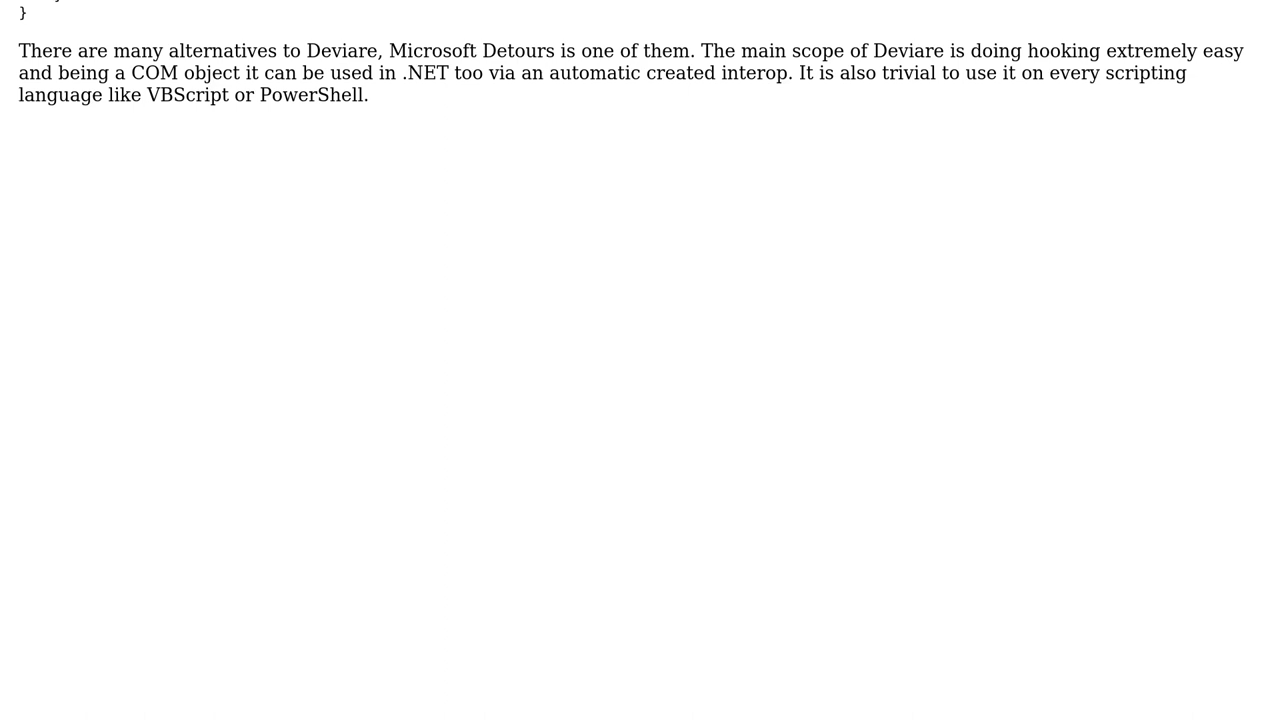 }
There are many alternatives to Deviare, Microsoft Detours is one of them. The main scope of Deviare is doing hooking extremely easy
and being a COM object it can be used in .NET too via an automatic created interop. It is also trivial to use it on every scripting
language like VBScript or PowerShell.